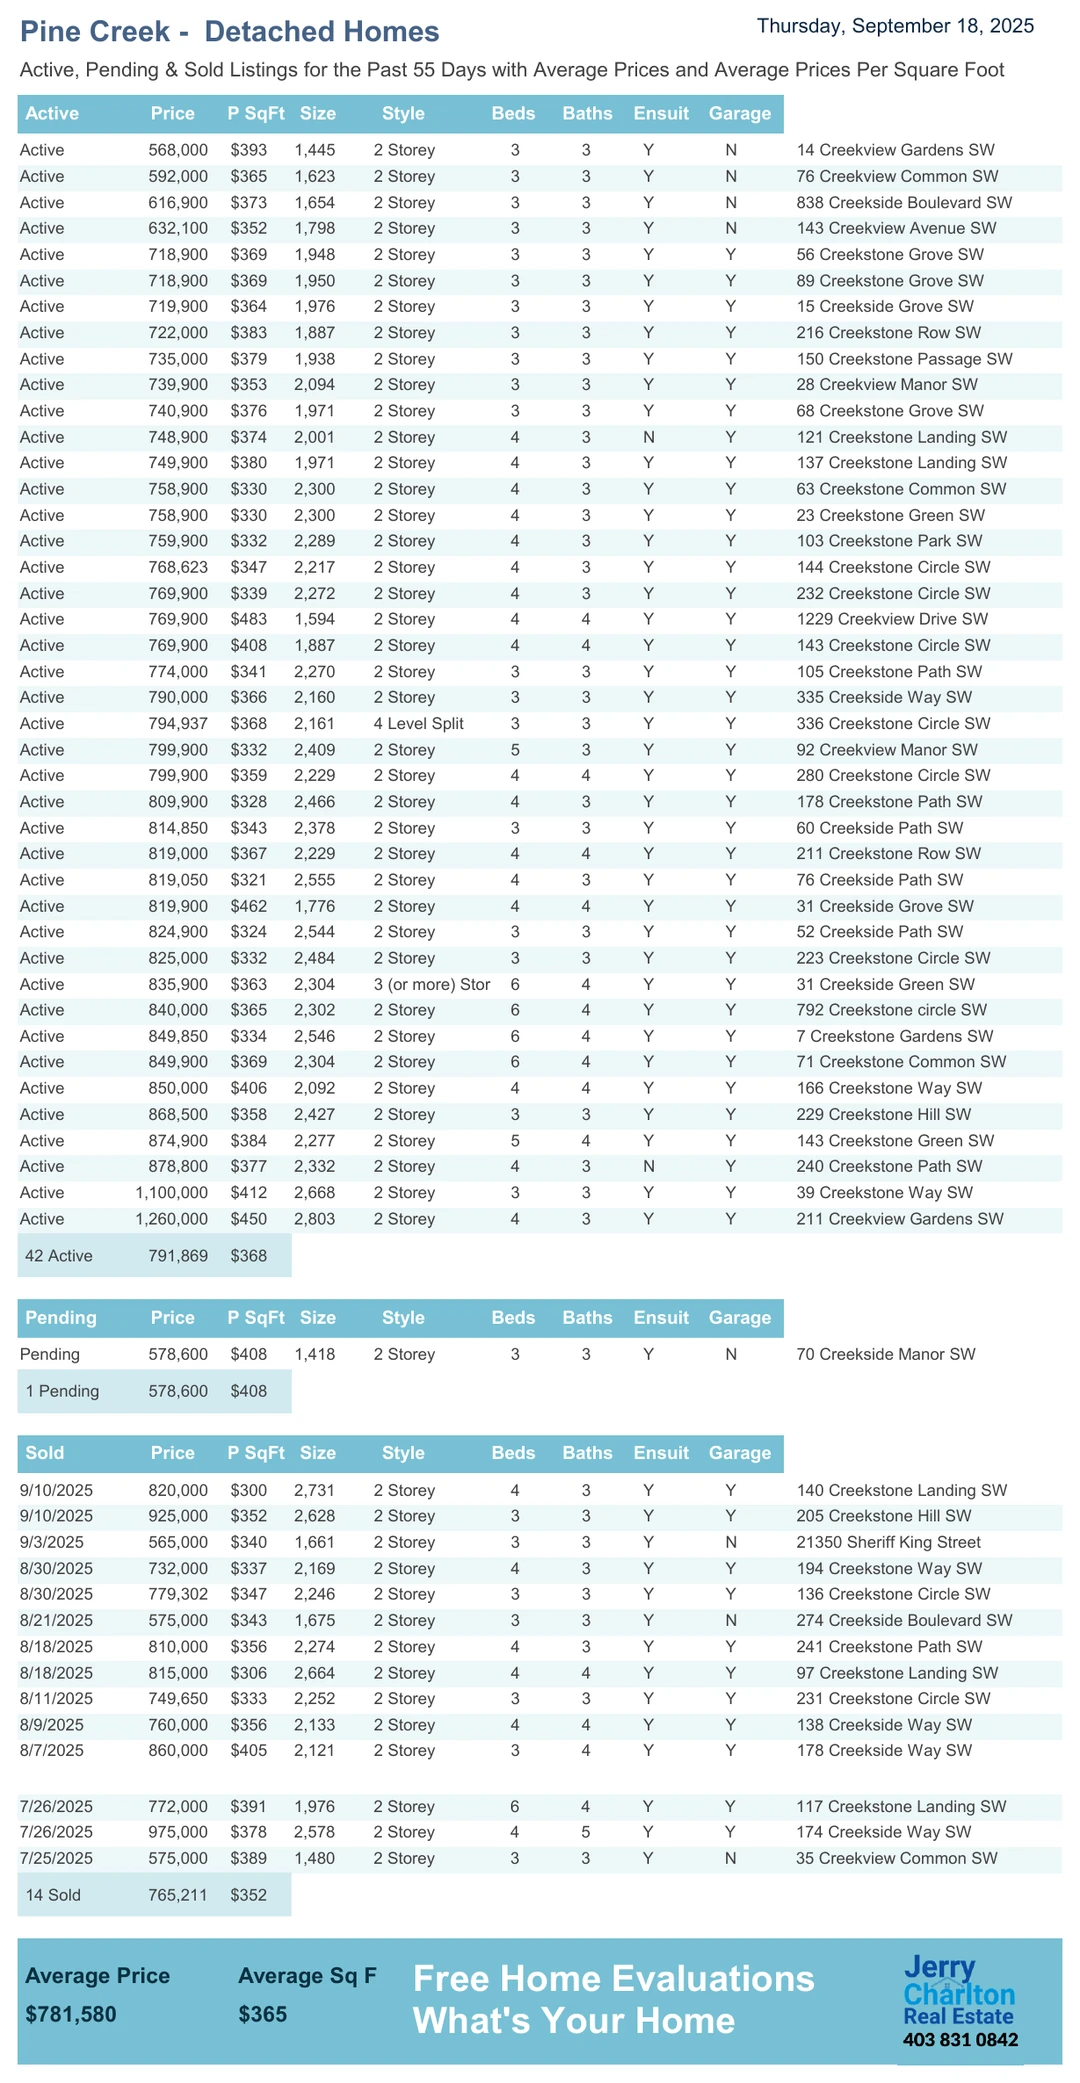 Pine Creek - Detached Homes
Thursday, September 18, 2025
Active, Pending & Sold Listings for the Past 55 Days with Average Prices and Average Prices Per Square Foot
Active Price P SqFt Size Style Beds Baths Ensuit Garage
Active 568,000 $393 1,445 2 Storey 3 3 Y N 14 Creekview Gardens SW
Active 592,000 $365 1,623 2 Storey 3 3 Y N 76 Creekview Common SW
Active 616,900 $373 1,654 2 Storey 3 3 Y N 838 Creekside Boulevard SW
Active 632,100 $352 1,798 2 Storey 3 3 Y N 143 Creekview Avenue SW
Active 718,900 $369 1,948 2 Storey 3 3 Y Y 56 Creekstone Grove SW
Active 718,900 $369 1,950 2 Storey 3 3 Y Y 89 Creekstone Grove SW
Active 719,900 $364 1,976 2 Storey 3 3 Y Y 15 Creekside Grove SW
Active 722,000 $383 1,887 2 Storey 3 3 Y Y 216 Creekstone Row SW
Active 735,000 $379 1,938 2 Storey 3 3 Y Y 150 Creekstone Passage SW
Active 739,900 $353 2,094 2 Storey 3 3 Y Y 28 Creekview Manor SW
Active 740,900 $376 1,971 2 Storey 3 3 Y Y 68 Creekstone Grove SW
Active 748,900 $374 2,001 2 Storey 4 3 N Y 121 Creekstone Landing SW
Active 749,900 $380 1,971 2 Storey 4 3 Y Y 137 Creekstone Landing SW
Active 758,900 $330 2,300 2 Storey 4 3 Y Y 63 Creekstone Common SW
Active 758,900 $330 2,300 2 Storey 4 3 Y Y 23 Creekstone Green SW
Active 759,900 $332 2,289 2 Storey 4 3 Y Y 103 Creekstone Park SW
Active 768,623 $347 2,217 2 Storey 4 3 Y Y 144 Creekstone Circle SW
Active 769,900 $339 2,272 2 Storey 4 3 Y Y 232 Creekstone Circle SW
Active 769,900 $483 1,594 2 Storey 4 4 Y Y 1229 Creekview Drive SW
Active 769,900 $408 1,887 2 Storey 4 4 Y Y 143 Creekstone Circle SW
Active 774,000 $341 2,270 2 Storey 3 3 Y Y 105 Creekstone Path SW
Active 790,000 $366 2,160 2 Storey 3 3 Y Y 335 Creekside Way SW
Active 794,937 $368 2,161 4 Level Split 3 3 Y Y 336 Creekstone Circle SW
Active 799,900 $332 2,409 2 Storey 5 3 Y Y 92 Creekview Manor SW
Active 799,900 $359 2,229 2 Storey 4 4 Y Y 280 Creekstone Circle SW
Active 809,900 $328 2,466 2 Storey 4 3 Y Y 178 Creekstone Path SW
Active 814,850 $343 2,378 2 Storey 3 3 Y Y 60 Creekside Path SW
Active 819,000 $367 2,229 2 Storey 4 4 Y Y 211 Creekstone Row SW
Active 819,050 $321 2,555 2 Storey 4 3 Y Y 76 Creekside Path SW
Active 819,900 $462 1,776 2 Storey 4 4 Y Y 31 Creekside Grove SW
Active 824,900 $324 2,544 2 Storey 3 3 Y Y 52 Creekside Path SW
Active 825,000 $332 2,484 2 Storey 3 3 Y Y 223 Creekstone Circle SW
Active 835,900 $363 2,304 3 (or more) Stor 6 4 Y Y 31 Creekside Green SW
Active 840,000 $365 2,302 2 Storey 6 4 Y Y 792 Creekstone circle SW
Active 849,850 $334 2,546 2 Storey 6 4 Y Y 7 Creekstone Gardens SW
Active 849,900 $369 2,304 2 Storey 6 4 Y Y 71 Creekstone Common SW
Active 850,000 $406 2,092 2 Storey 4 4 Y Y 166 Creekstone Way SW
Active 868,500 $358 2,427 2 Storey 3 3 Y Y 229 Creekstone Hill SW
Active 874,900 $384 2,277 2 Storey 5 4 Y Y 143 Creekstone Green SW
Active 878,800 $377 2,332 2 Storey 4 3 N Y 240 Creekstone Path SW
Active 1,100,000 $412 2,668 2 Storey 3 3 Y Y 39 Creekstone Way SW
Active 1,260,000 $450 2,803 2 Storey 4 3 Y Y 211 Creekview Gardens SW
42 Active 791,869 $368
Pending Price P SqFt Size Style Beds Baths Ensuit Garage
Pending 578,600 $408 1,418 2 Storey 3 3 Y N 70 Creekside Manor SW
1 Pending 578,600 $408
Sold Price P SqFt Size Style Beds Baths Ensuit Garage
9/10/2025 820,000 $300 2,731 2 Storey 4 3 Y Y 140 Creekstone Landing SW
9/10/2025 925,000 $352 2,628 2 Storey 3 3 Y Y 205 Creekstone Hill SW
9/3/2025 565,000 $340 1,661 2 Storey 3 3 Y N 21350 Sheriff King Street
8/30/2025 732,000 $337 2,169 2 Storey 4 3 Y Y 194 Creekstone Way SW
8/30/2025 779,302 $347 2,246 2 Storey 3 3 Y Y 136 Creekstone Circle SW
8/21/2025 575,000 $343 1,675 2 Storey 3 3 Y N 274 Creekside Boulevard SW
8/18/2025 810,000 $356 2,274 2 Storey 4 3 Y Y 241 Creekstone Path SW
8/18/2025 815,000 $306 2,664 2 Storey 4 4 Y Y 97 Creekstone Landing SW
8/11/2025 749,650 $333 2,252 2 Storey 3 3 Y Y 231 Creekstone Circle SW
8/9/2025 760,000 $356 2,133 2 Storey 4 4 Y Y 138 Creekside Way SW
8/7/2025 860,000 $405 2,121 2 Storey 3 4 Y Y 178 Creekside Way SW
7/26/2025 772,000 $391 1,976 2 Storey 6 4 Y Y 117 Creekstone Landing SW
7/26/2025 975,000 $378 2,578 2 Storey 4 5 Y Y 174 Creekside Way SW
7/25/2025 575,000 $389 1,480 2 Storey 3 3 Y N 35 Creekview Common SW
14 Sold 765,211 $352
Average Price Average Sq F
$781,580 $365
Free Home Evaluations
What's Your Home
Jerry
Charlton
Real Estate
403 831 0842